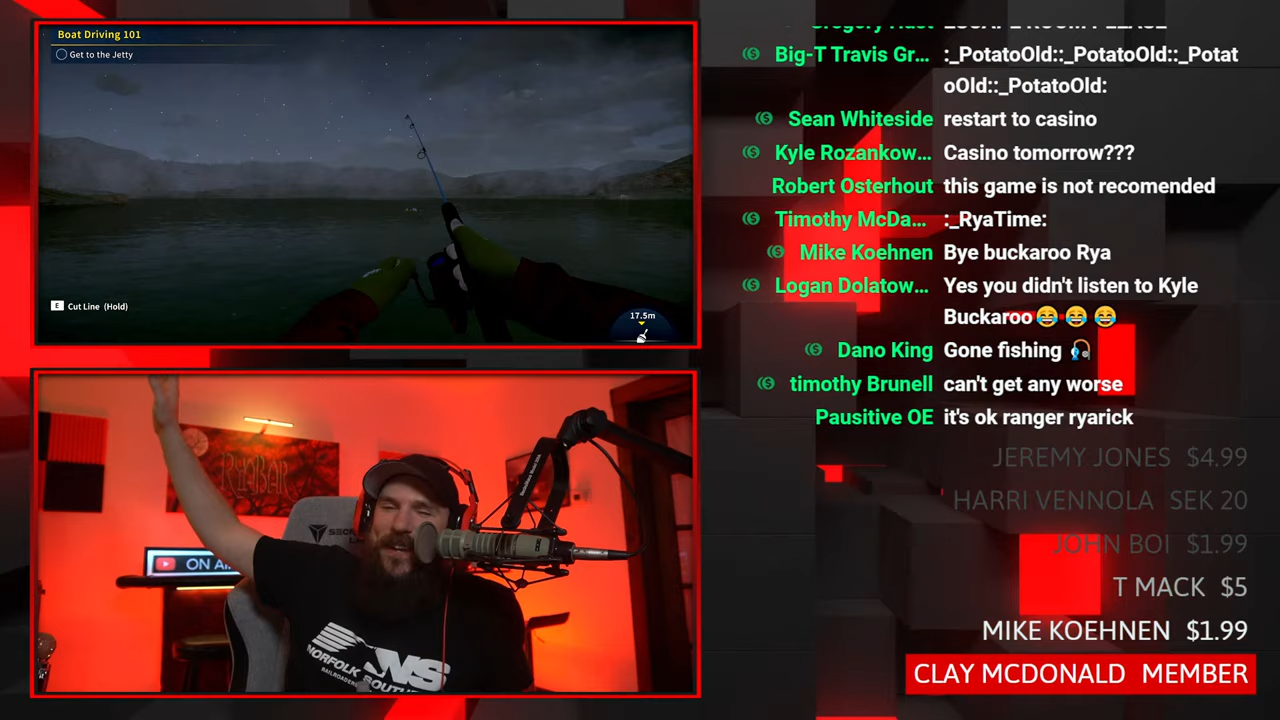 Boat Driving 101
Get to the Jetty
E Cut Line (Hold)
17.5m
Big-T Travis Gr... :_PotatoOld::_PotatoOld::_Potat
oOld::_PotatoOld:
Sean Whiteside restart to casino
Kyle Rozankow... Casino tomorrow???
Robert Osterhout this game is not recomended
Timothy McDa... :_RyaTime:
Mike Koehnen Bye buckaroo Rya
Logan Dolatow... Yes you didn't listen to Kyle
Buckaroo😂 😂 😂
Dano King Gone fishing 🎣
timothy Brunell can't get any worse
Pausitive OE it's ok ranger ryarick
JEREMY JONES $4.99
HARRI VENNOLA SEK 20
JOHN BOI $1.99
T MACK $5
MIKE KOEHNEN $1.99
CLAY MCDONALD MEMBER
RYABAR
ON AI
NORFOLK SOUTH
NS